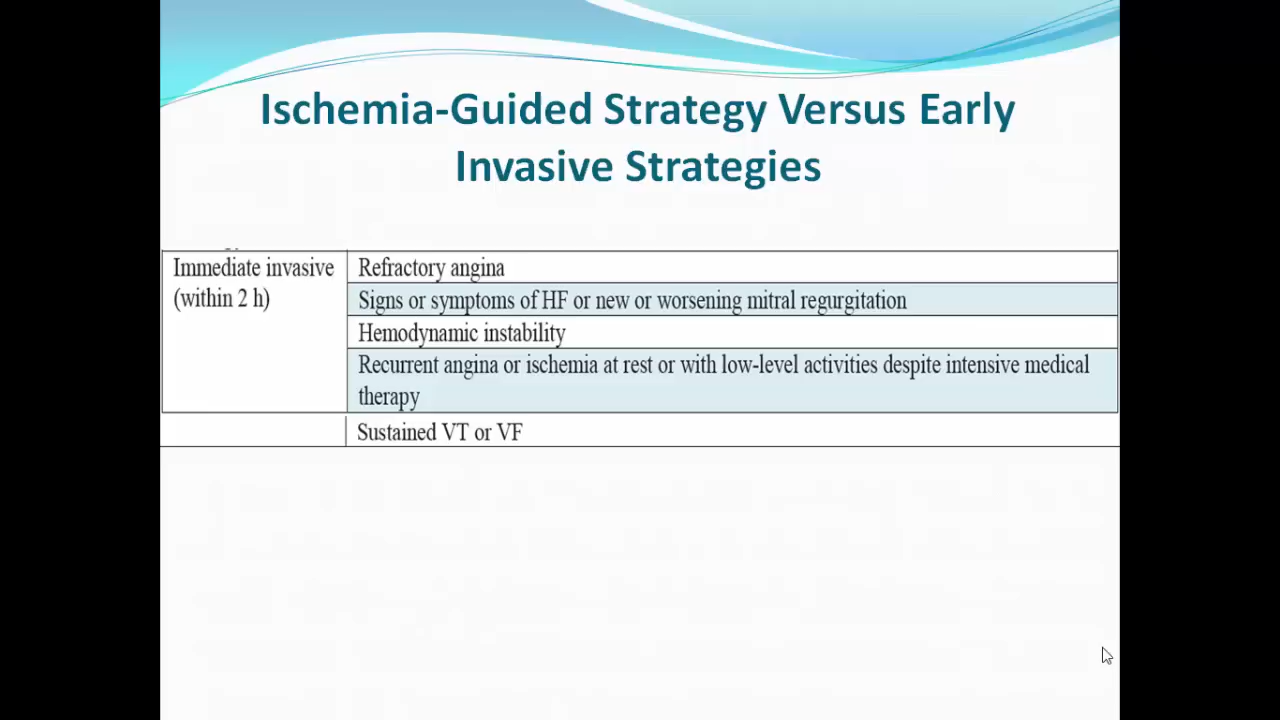 Ischemia-Guided Strategy Versus Early
Invasive Strategies
Immediate invasive
(within 2 h)
Refractory angina
Signs or symptoms of HF or new or worsening mitral regurgitation
Hemodynamic instability
Recurrent angina or ischemia at rest or with low-level activities despite intensive medical
therapy
Sustained VT or VF